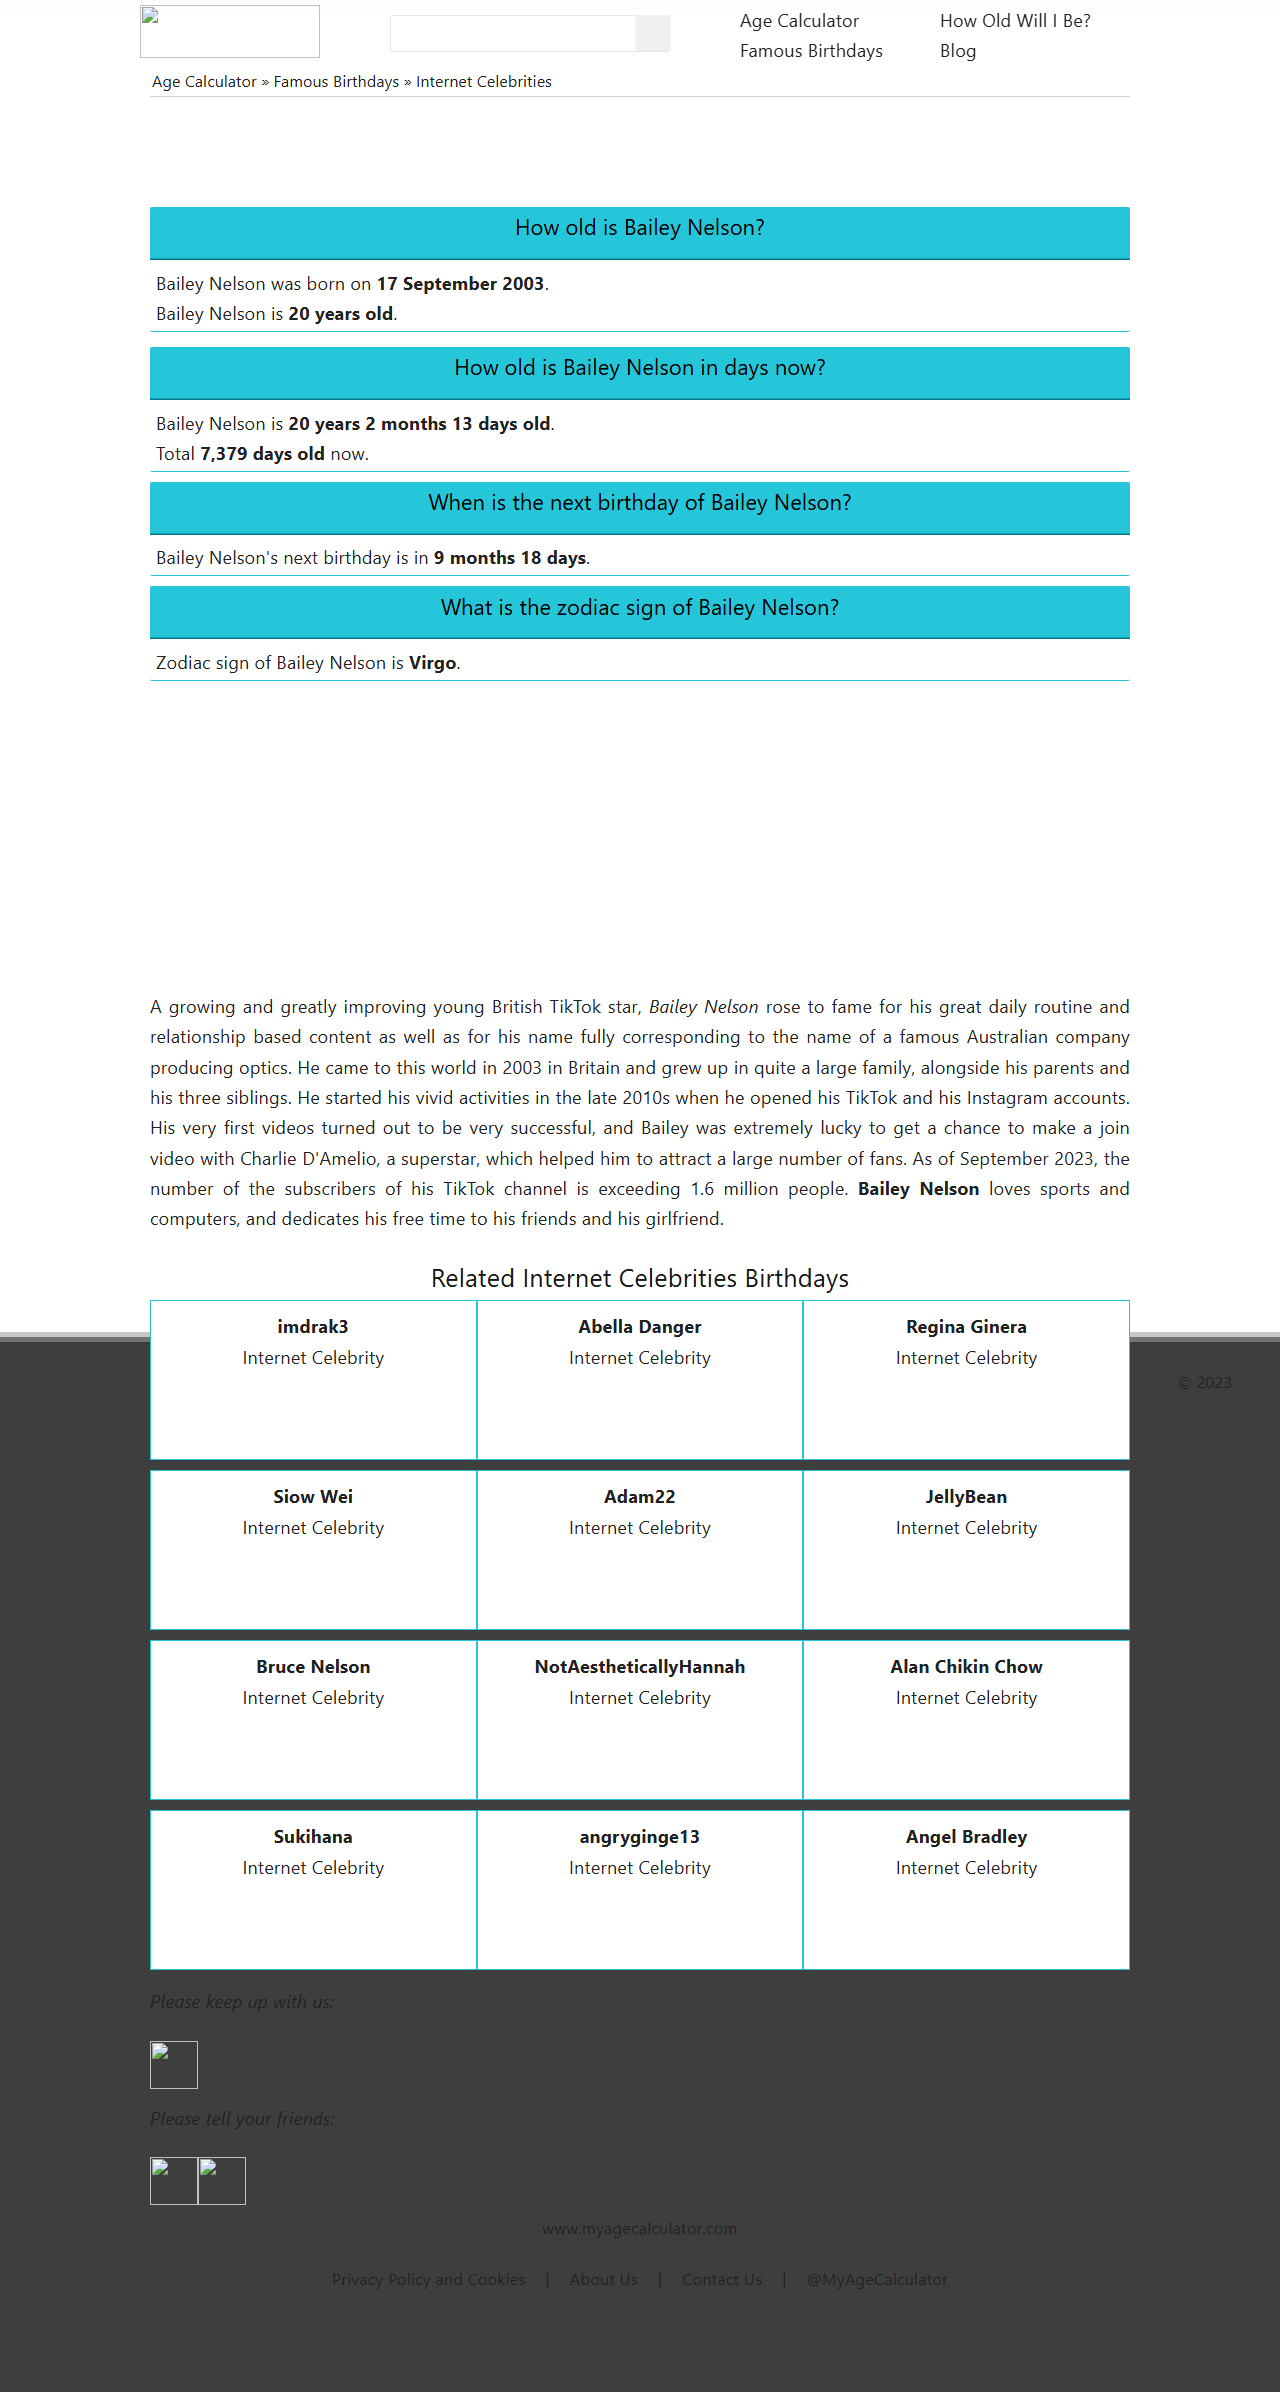 Age Calculator
How Old Will I Be?
Famous Birthdays
Blog
Age Calculator » Famous Birthdays » Internet Celebrities
How old is Bailey Nelson?
Bailey Nelson was born on 17 September 2003.
Bailey Nelson is 20 years old.
How old is Bailey Nelson in days now?
Bailey Nelson is 20 years 2 months 13 days old.
Total 7,379 days old now.
When is the next birthday of Bailey Nelson?
Bailey Nelson's next birthday is in 9 months 18 days.
What is the zodiac sign of Bailey Nelson?
Zodiac sign of Bailey Nelson is Virgo.
A growing and greatly improving young British TikTok star, Bailey Nelson rose to fame for his great daily routine and
relationship based content as well as for his name fully corresponding to the name of a famous Australian company
producing optics. He came to this world in 2003 in Britain and grew up in quite a large family, alongside his parents and
his three siblings. He started his vivid activities in the late 2010s when he opened his TikTok and his Instagram accounts.
His very first videos turned out to be very successful, and Bailey was extremely lucky to get a chance to make a join
video with Charlie D'Amelio, a superstar, which helped him to attract a large number of fans. As of September 2023, the
number of the subscribers of his TikTok channel is exceeding 1.6 million people. Bailey Nelson loves sports and
computers, and dedicates his free time to his friends and his girlfriend.
Related Internet Celebrities Birthdays
imdrak3
Internet Celebrity
Abella Danger
Internet Celebrity
Regina Ginera
Internet Celebrity
© 2023
Siow Wei
Internet Celebrity
Adam22
Internet Celebrity
JellyBean
Internet Celebrity
Bruce Nelson
Internet Celebrity
NotAestheticallyHannah
Internet Celebrity
Alan Chikin Chow
Internet Celebrity
Sukihana
Internet Celebrity
angryginge13
Internet Celebrity
Angel Bradley
Internet Celebrity
Please keep up with us:
Please tell your friends:
www.myagecalculator.com
Privacy Policy and Cookies | About Us | Contact Us | @MyAgeCalculator